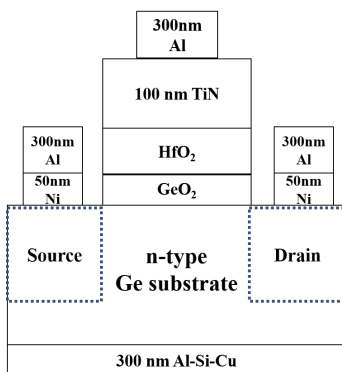 300nm
Al
100 nm TiN
300nm
Al
HfO₂
300nm
Al
50nm
Ni
GeO₂
50nm
Ni
Source
n-type
Ge substrate
Drain
300 nm Al-Si-Cu